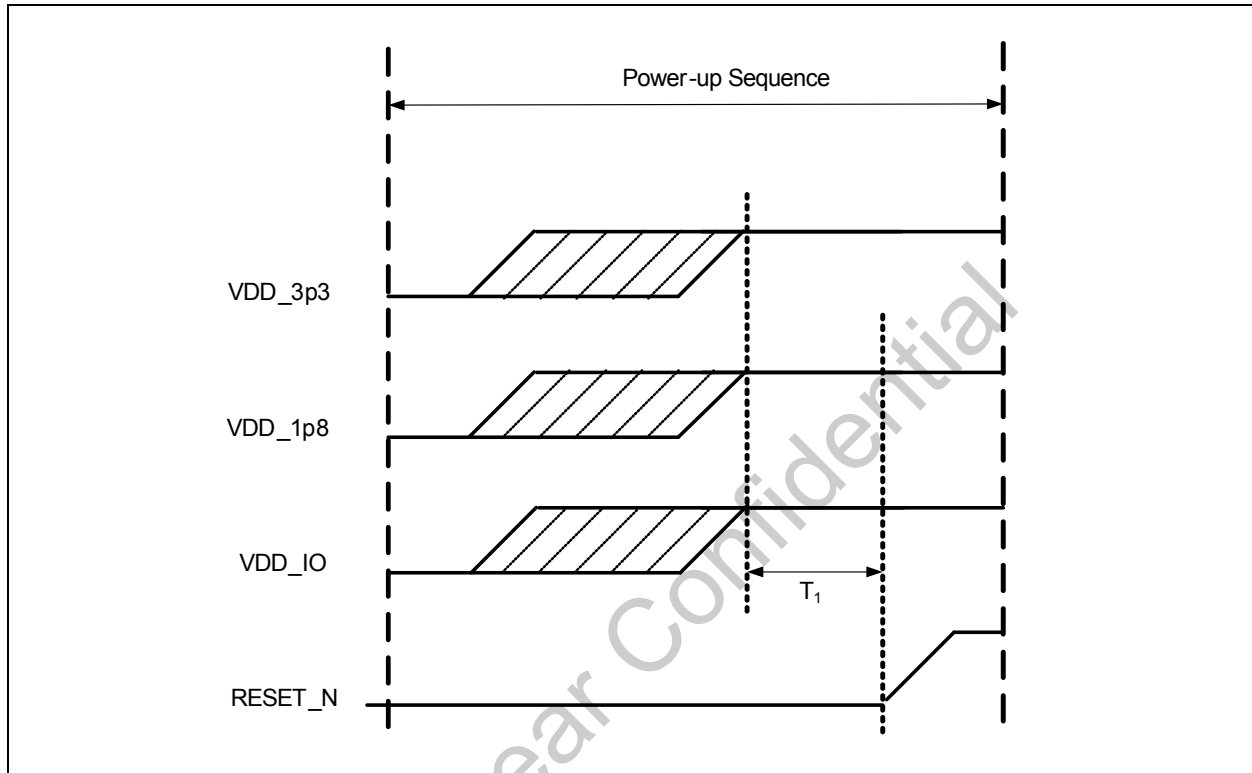 Power-up Sequence
VDD_3p3
VDD_1p8
VDD_IO
T₁
RESET_N
ear Confidential